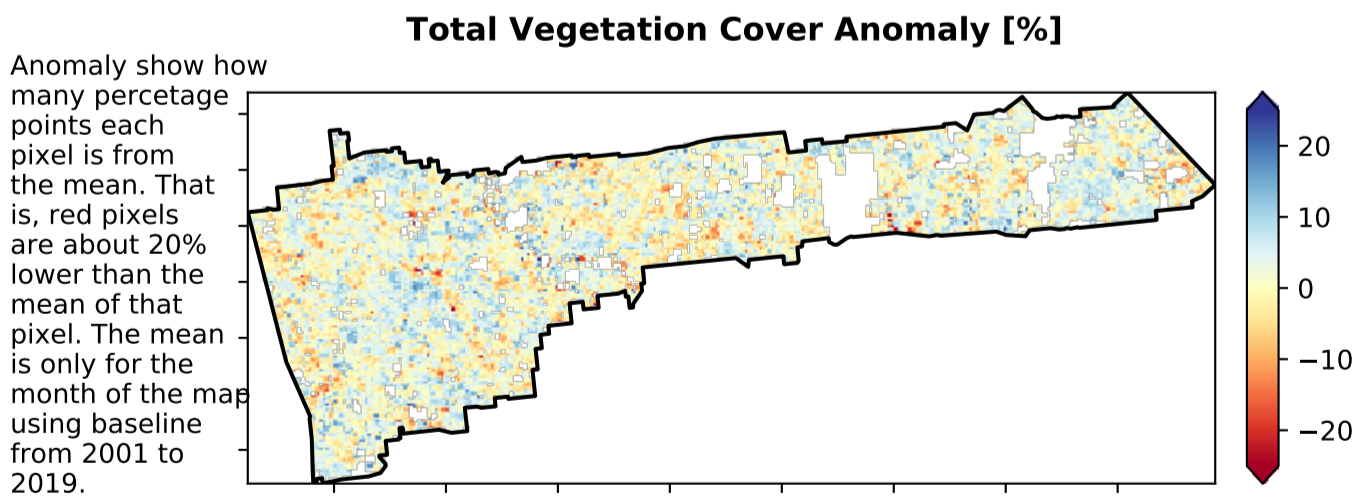 Total Vegetation Cover Anomaly [%]
Anomaly show how
many percetage
points each
pixel is from
the mean. That
is, red pixels
are about 20%
lower than the
mean of that
pixel. The mean
is only for the
month of the map
using baseline
from 2001 to
2019.
20
10
0
−10
−20